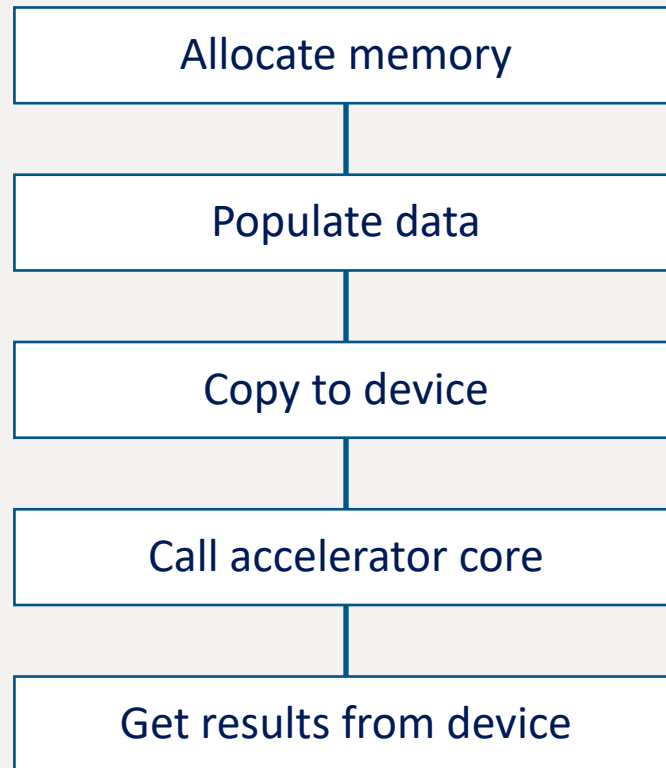 Allocate memory
Populate data
Copy to device
Call accelerator core
Get results from device